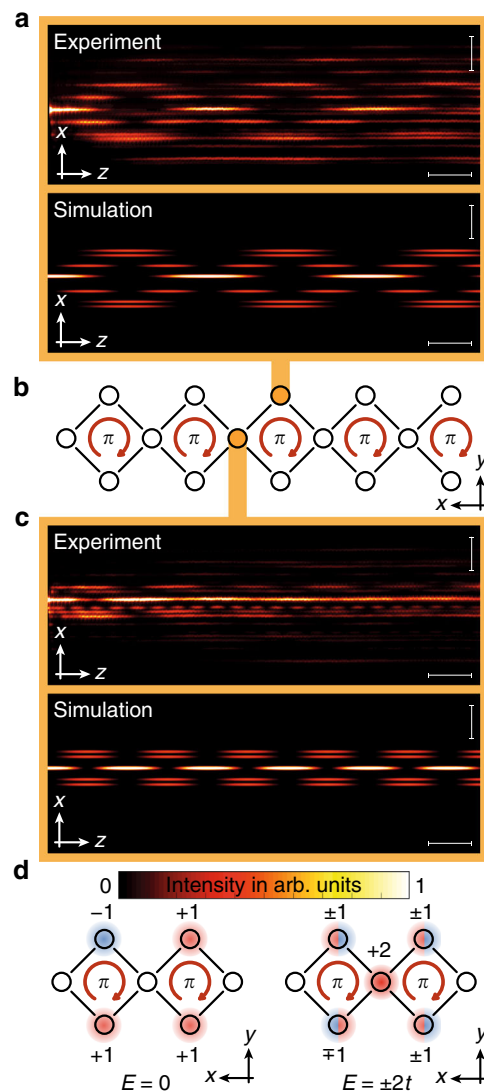 a
Experiment
x
z
Simulation
x
z
b
π π π π π
y
x
c
Experiment
x
z
Simulation
x
z
d
0 Intensity in arb. units 1
−1 +1 ±1 ±1
+2
π π π π
+1 +1 ∓1 ±1
y y
E = 0 x E = ±2t x